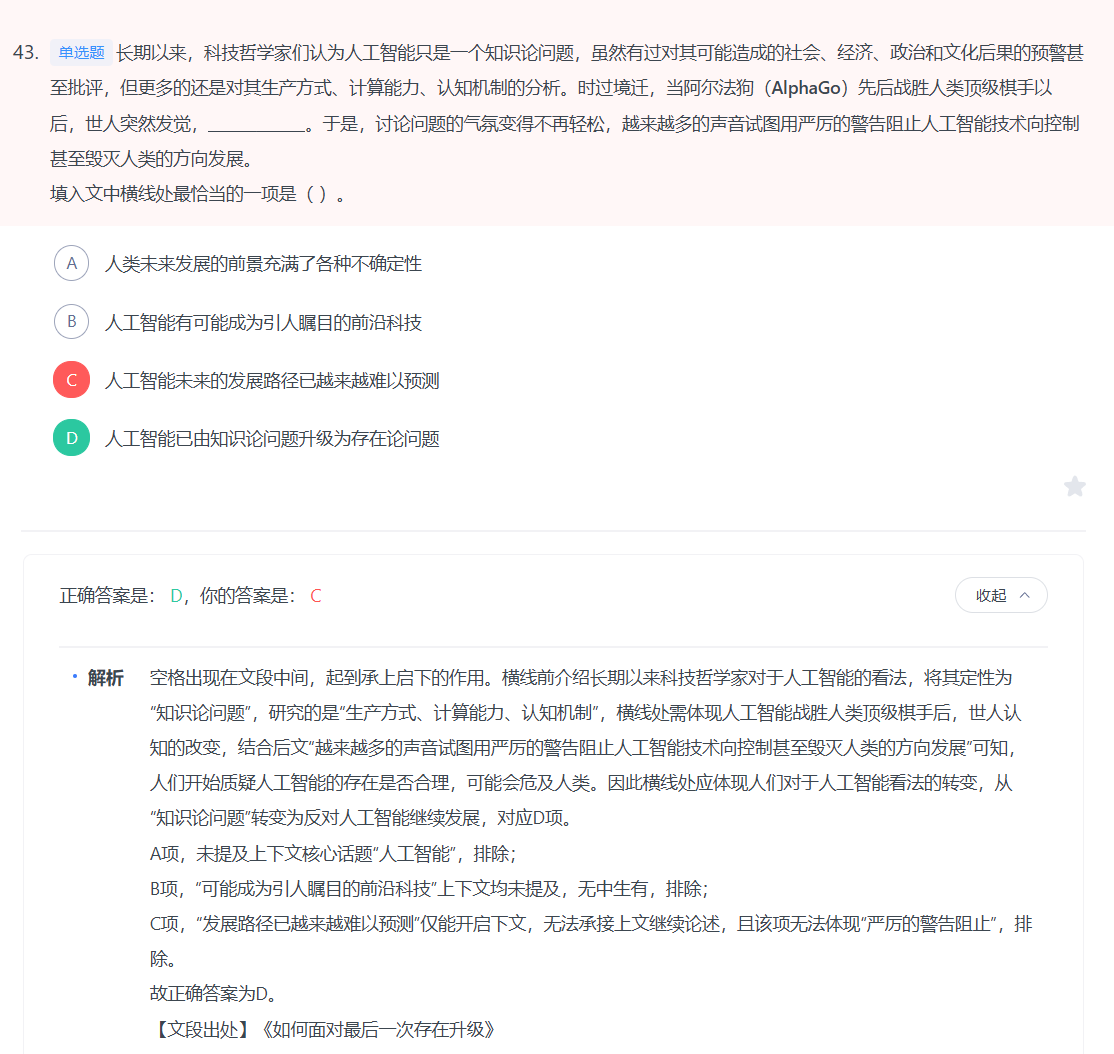 43. 单选题 长期以来，科技哲学家们认为人工智能只是一个知识论问题，虽然有过对其可能造成的社会、经济、政治和文化后果的预警甚
至批评，但更多的还是对其生产方式、计算能力、认知机制的分析。时过境迁，当阿尔法狗（AlphaGo）先后战胜人类顶级棋手以
后，世人突然发觉，___________。于是，讨论问题的气氛变得不再轻松，越来越多的声音试图用严厉的警告阻止人工智能技术向控制
甚至毁灭人类的方向发展。
填入文中横线处最恰当的一项是（ ）。
A 人类未来发展的前景充满了各种不确定性
B 人工智能有可能成为引人瞩目的前沿科技
C 人工智能未来的发展路径已越来越难以预测
D 人工智能已由知识论问题升级为存在论问题
正确答案是： D，你的答案是： C
收起
解析 空格出现在文段中间，起到承上启下的作用。横线前介绍长期以来科技哲学家对于人工智能的看法，将其定性为
“知识论问题”，研究的是“生产方式、计算能力、认知机制”，横线处需体现人工智能战胜人类顶级棋手后，世人认
知的改变，结合后文“越来越多的声音试图用严厉的警告阻止人工智能技术向控制甚至毁灭人类的方向发展”可知，
人们开始质疑人工智能的存在是否合理，可能会危及人类。因此横线处应体现人们对于人工智能看法的转变，从
“知识论问题”转变为反对人工智能继续发展，对应D项。
A项，未提及上下文核心话题“人工智能”，排除；
B项，“可能成为引人瞩目的前沿科技”上下文均未提及，无中生有，排除；
C项，“发展路径已越来越难以预测”仅能开启下文，无法承接上文继续论述，且该项无法体现“严厉的警告阻止”，排
除。
故正确答案为D。
【文段出处】《如何面对最后一次存在升级》